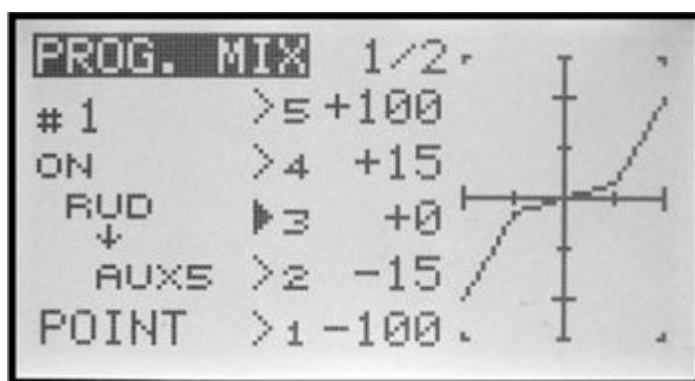 PROG. MIX 1/2
#1 >5 +100
ON >4 +15
RUD ▶3 +0
↓
AUX5 >2 -15
POINT >1 -100